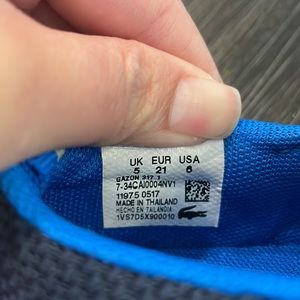 UK EUR USA
5 21 6
GAZON 317 1
7-34CAI0004NV1
11975 0517
MADE IN THAILAND
HECHO EN TAILANDIA
1VS7D5X900010